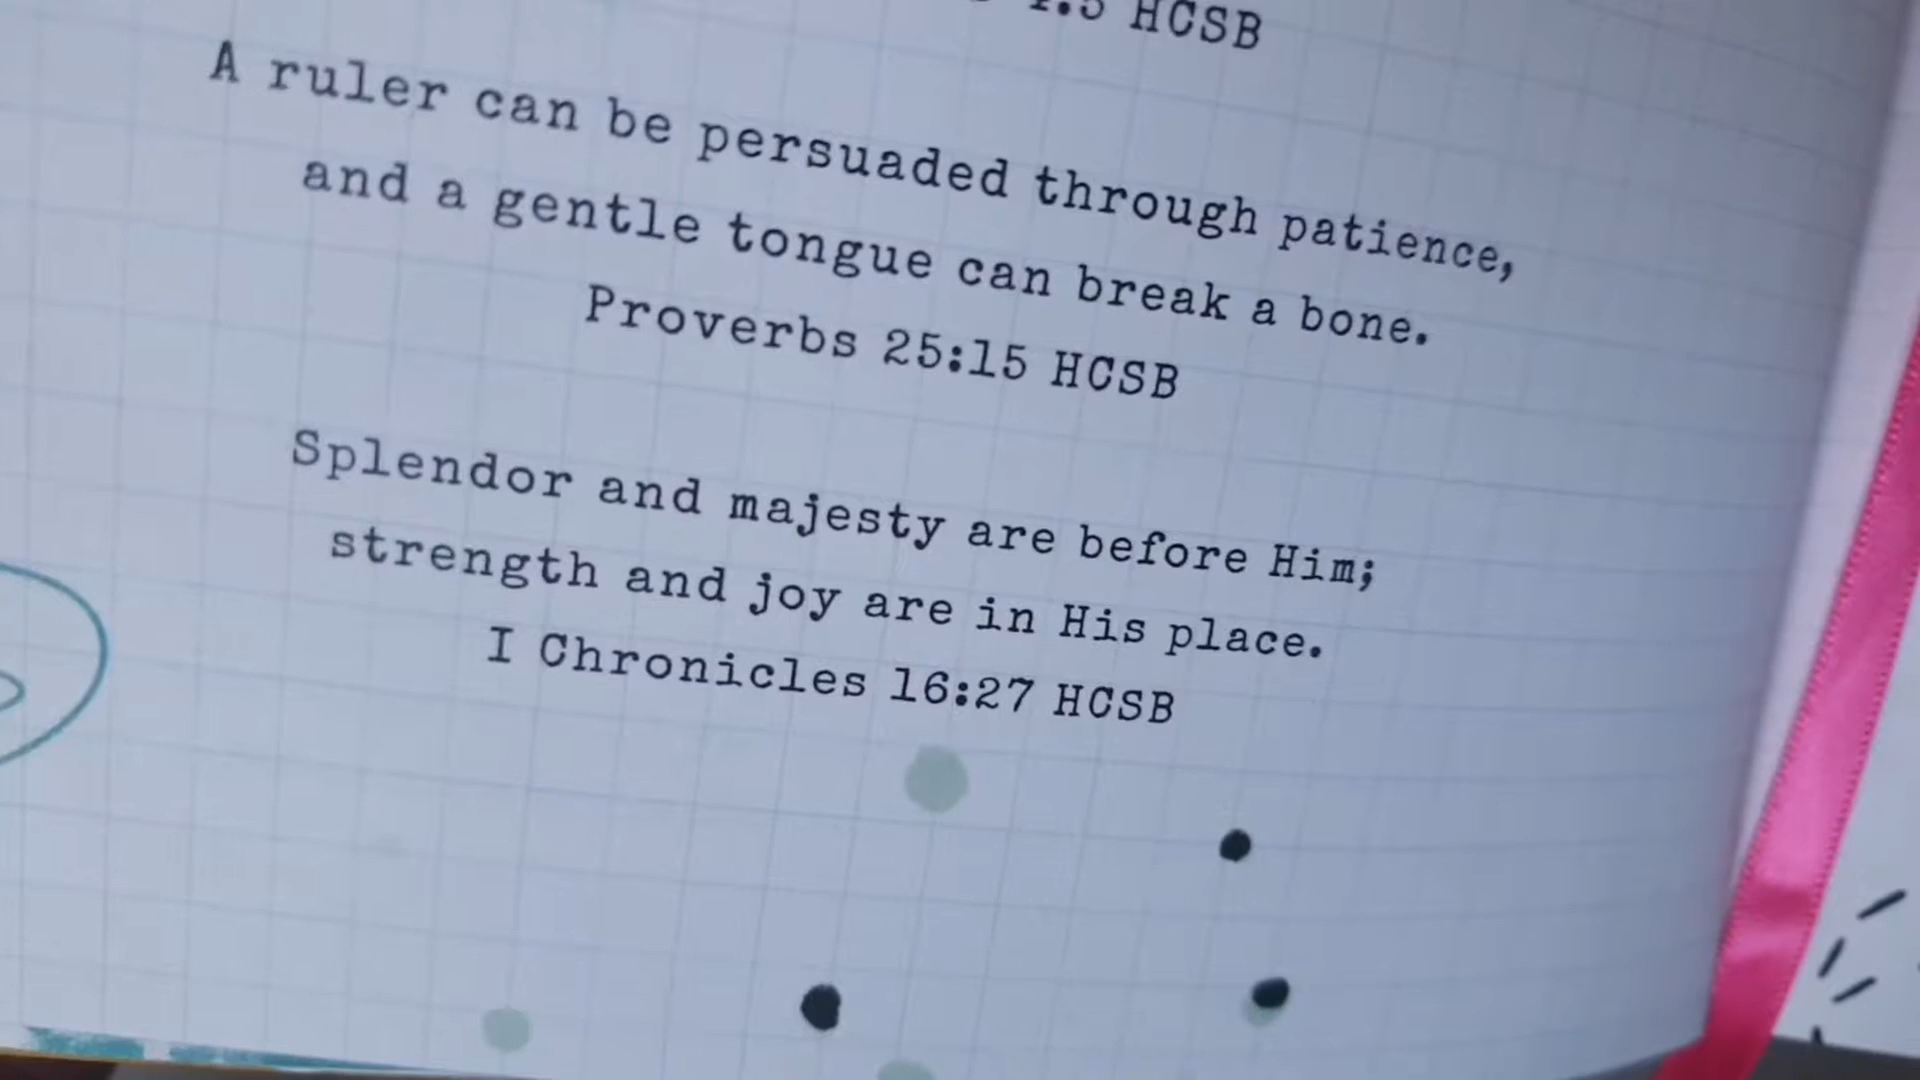 HCSB
A ruler can be persuaded through patience,
and a gentle tongue can break a bone.
Proverbs 25:15 HCSB
Splendor and majesty are before Him;
strength and joy are in His place.
I Chronicles 16:27 HCSB